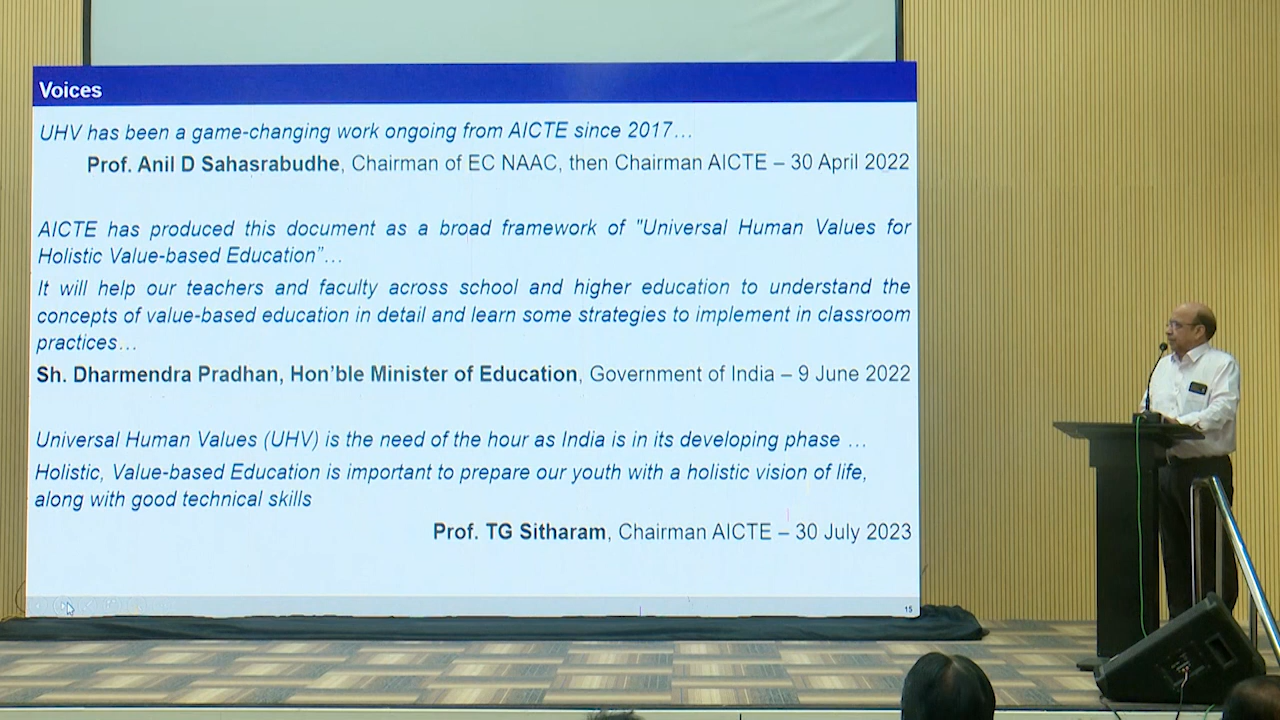 Voices
UHV has been a game-changing work ongoing from AICTE since 2017…
Prof. Anil D Sahasrabudhe, Chairman of EC NAAC, then Chairman AICTE – 30 April 2022
AICTE has produced this document as a broad framework of "Universal Human Values for
Holistic Value-based Education”…
It will help our teachers and faculty across school and higher education to understand the
concepts of value-based education in detail and learn some strategies to implement in classroom
practices…
Sh. Dharmendra Pradhan, Hon’ble Minister of Education, Government of India – 9 June 2022
Universal Human Values (UHV) is the need of the hour as India is in its developing phase …
Holistic, Value-based Education is important to prepare our youth with a holistic vision of life,
along with good technical skills
Prof. TG Sitharam, Chairman AICTE – 30 July 2023
15